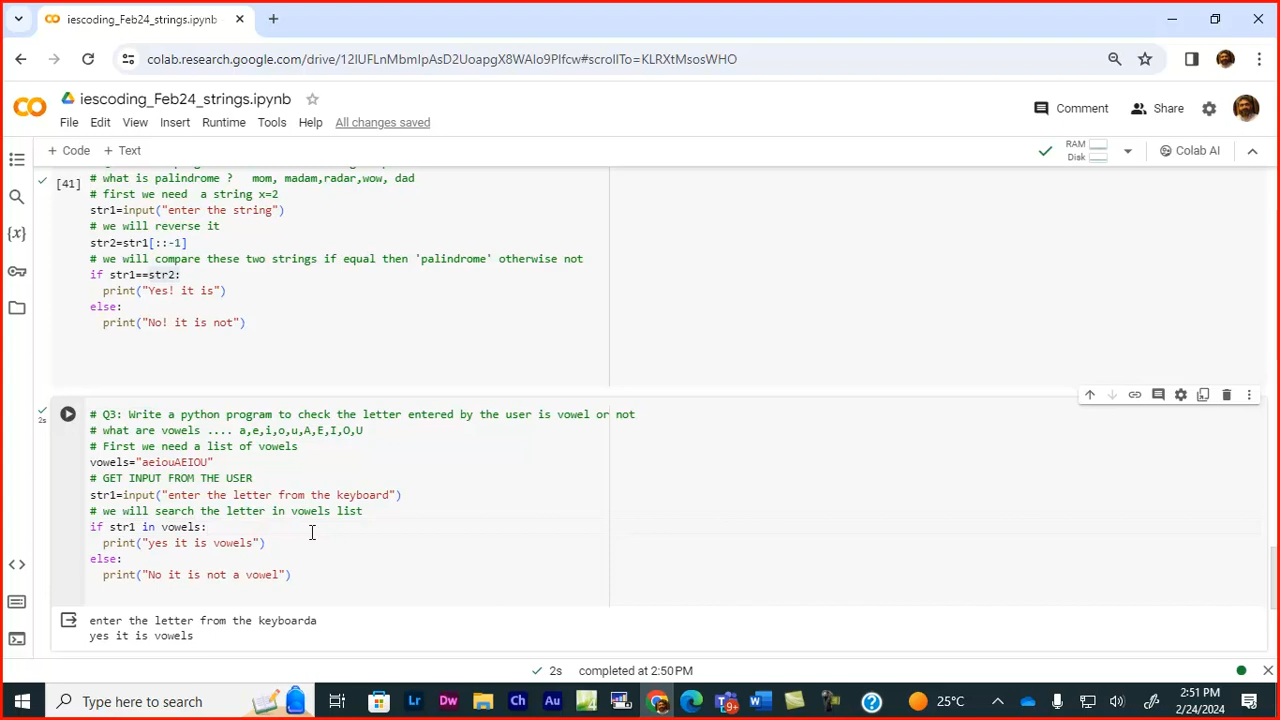 iescoding_Feb24_strings.ipynb
colab.research.google.com/drive/12lUFLnMbmIpAsD2UoapgX8WAIo9PIfcw#scrollTo=KLRXtMsosWHO
iescoding_Feb24_strings.ipynb
Comment Share
File Edit View Insert Runtime Tools Help All changes saved
+ Code + Text RAM Disk Colab AI
[41] # what is palindrome ? mom, madam,radar,wow, dad
# first we need a string x=2
str1=input("enter the string")
# we will reverse it
str2=str1[::-1]
# we will compare these two strings if equal then 'palindrome' otherwise not
if str1==str2:
print("Yes! it is")
else:
print("No! it is not")
2s # Q3: Write a python program to check the letter entered by the user is vowel or not
# what are vowels .... a,e,i,o,u,A,E,I,O,U
# First we need a list of vowels
vowels="aeiouAEIOU"
# GET INPUT FROM THE USER
str1=input("enter the letter from the keyboard")
# we will search the letter in vowels list
if str1 in vowels:
print("yes it is vowels")
else:
print("No it is not a vowel")
enter the letter from the keyboarda
yes it is vowels
2s completed at 2:50 PM
Type here to search Lr Dw Ch Au 9+ 25°C 2:51 PM
2/24/2024